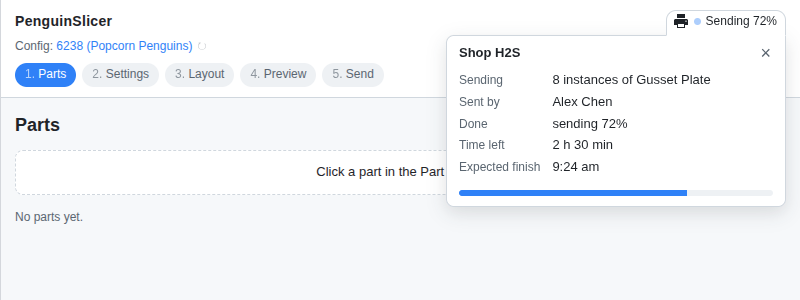 PenguinSlicer
Sending 72%
Config: 6238 (Popcorn Penguins)
1. Parts
2. Settings
3. Layout
4. Preview
5. Send
Shop H2S
×
Sending 8 instances of Gusset Plate
Sent by Alex Chen
Done sending 72%
Time left 2 h 30 min
Expected finish 9:24 am
Parts
Click a part in the Part
No parts yet.